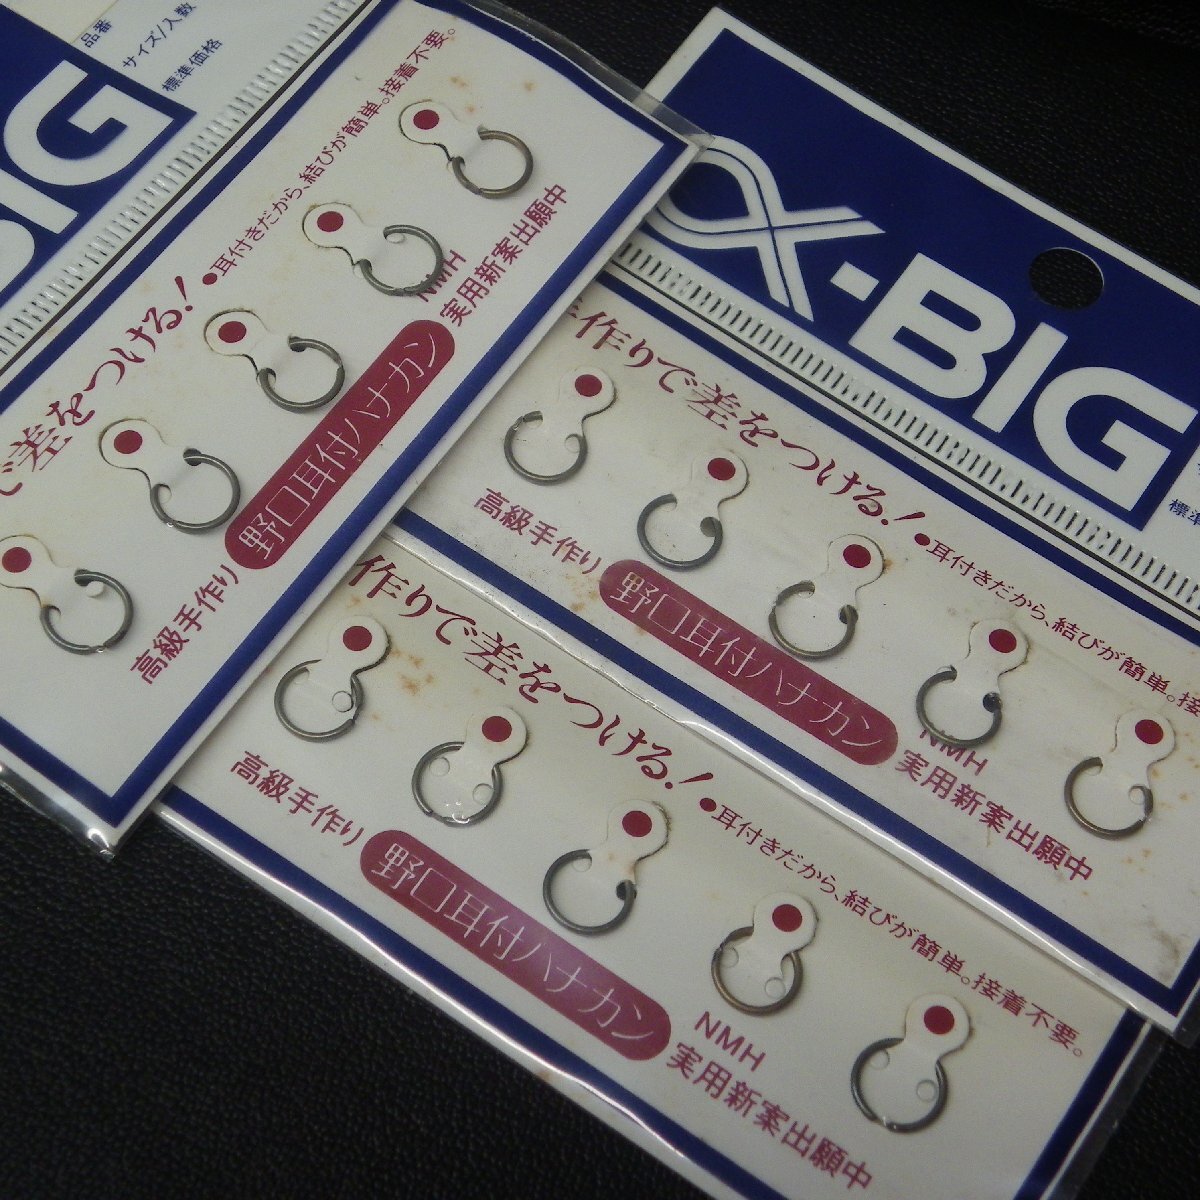 品番
サイズ/入数
標準価格
BIG
で差をつける!
●耳付きだから、結びが簡単。接着不要。
高級手作り
野口耳付ハナカン
NMH
実用新案出願中
X-BIG
標準
作りで差をつける!
●耳付きだから、結びが簡単。接
高級手作り
野口耳付ハナカン
NMH
実用新案出願中
作りで差をつける!
●耳付きだから、結びが簡単。接着不要。
高級手作り
野口耳付ハナカン
NMH
実用新案出願中